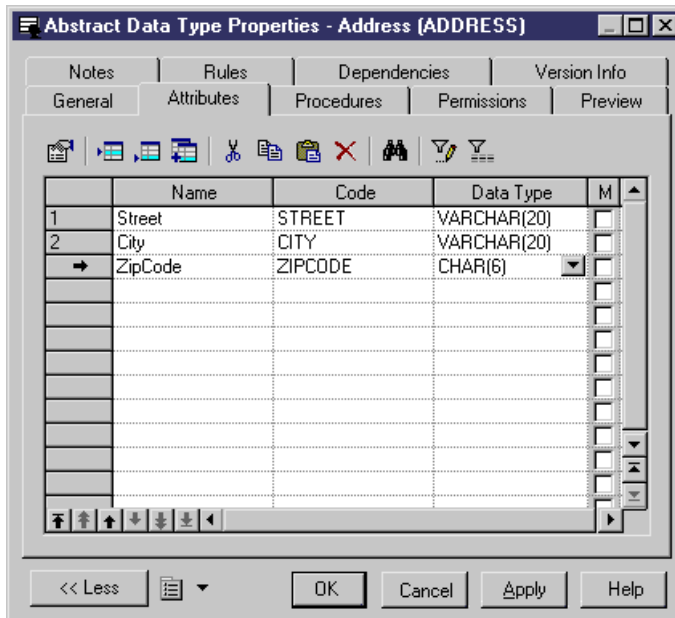 Abstract Data Type Properties - Address (ADDRESS)
Notes Rules Dependencies Version Info
General Attributes Procedures Permissions Preview
Name Code Data Type M
1 Street STREET VARCHAR(20)
2 City CITY VARCHAR(20)
ZipCode ZIPCODE CHAR(6)
<< Less OK Cancel Apply Help